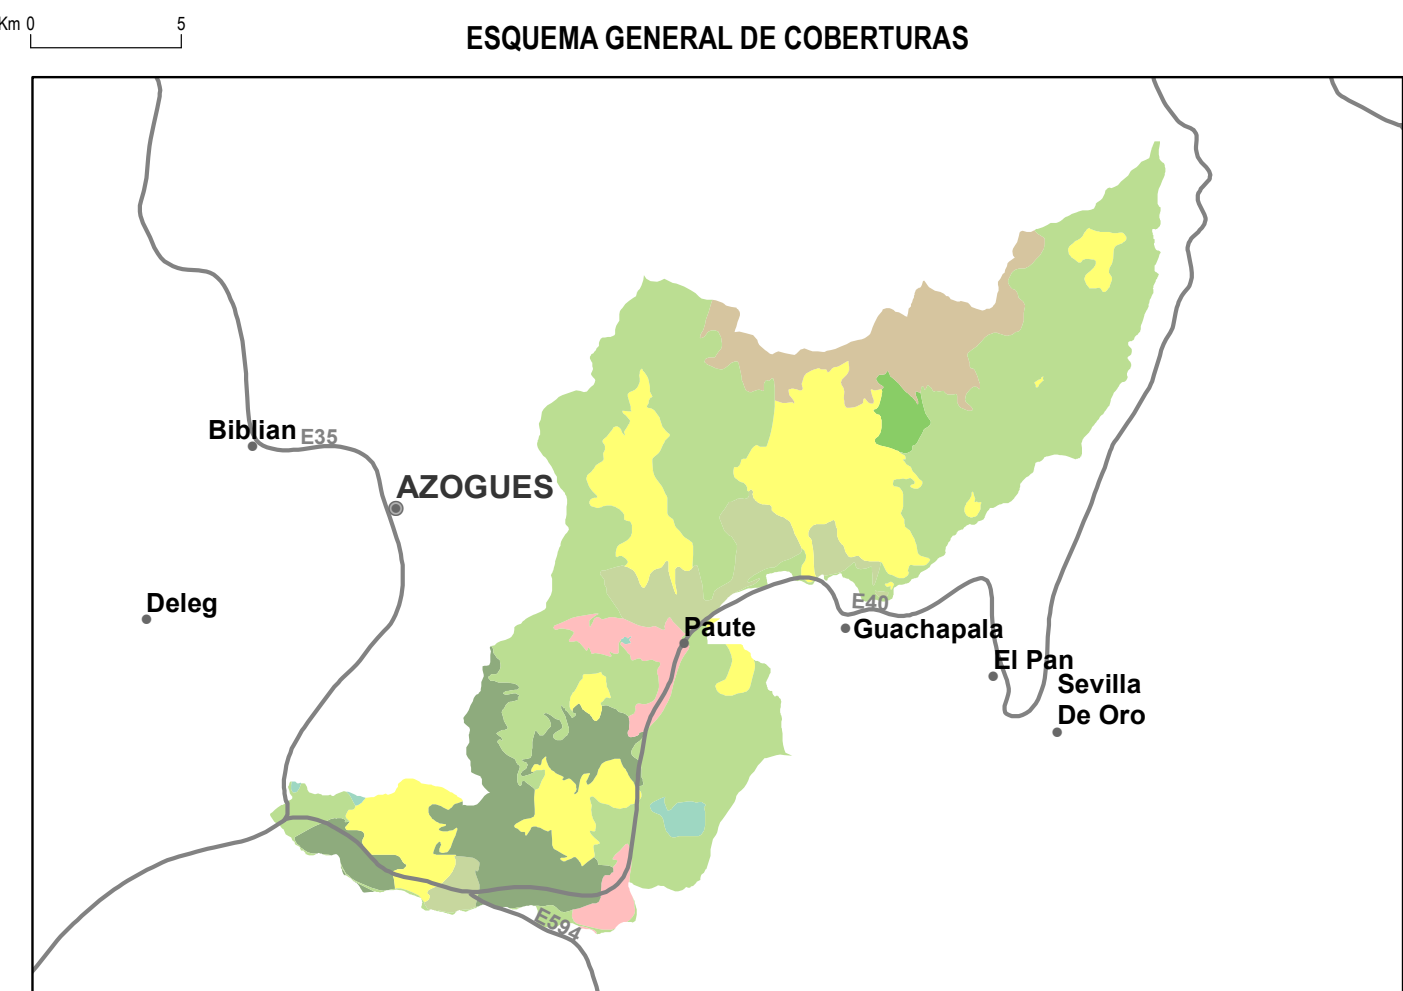 Km 0 5
ESQUEMA GENERAL DE COBERTURAS
Biblian
E35
AZOGUES
Deleg
E40
Paute
Guachapala
El Pan
Sevilla
De Oro
E594